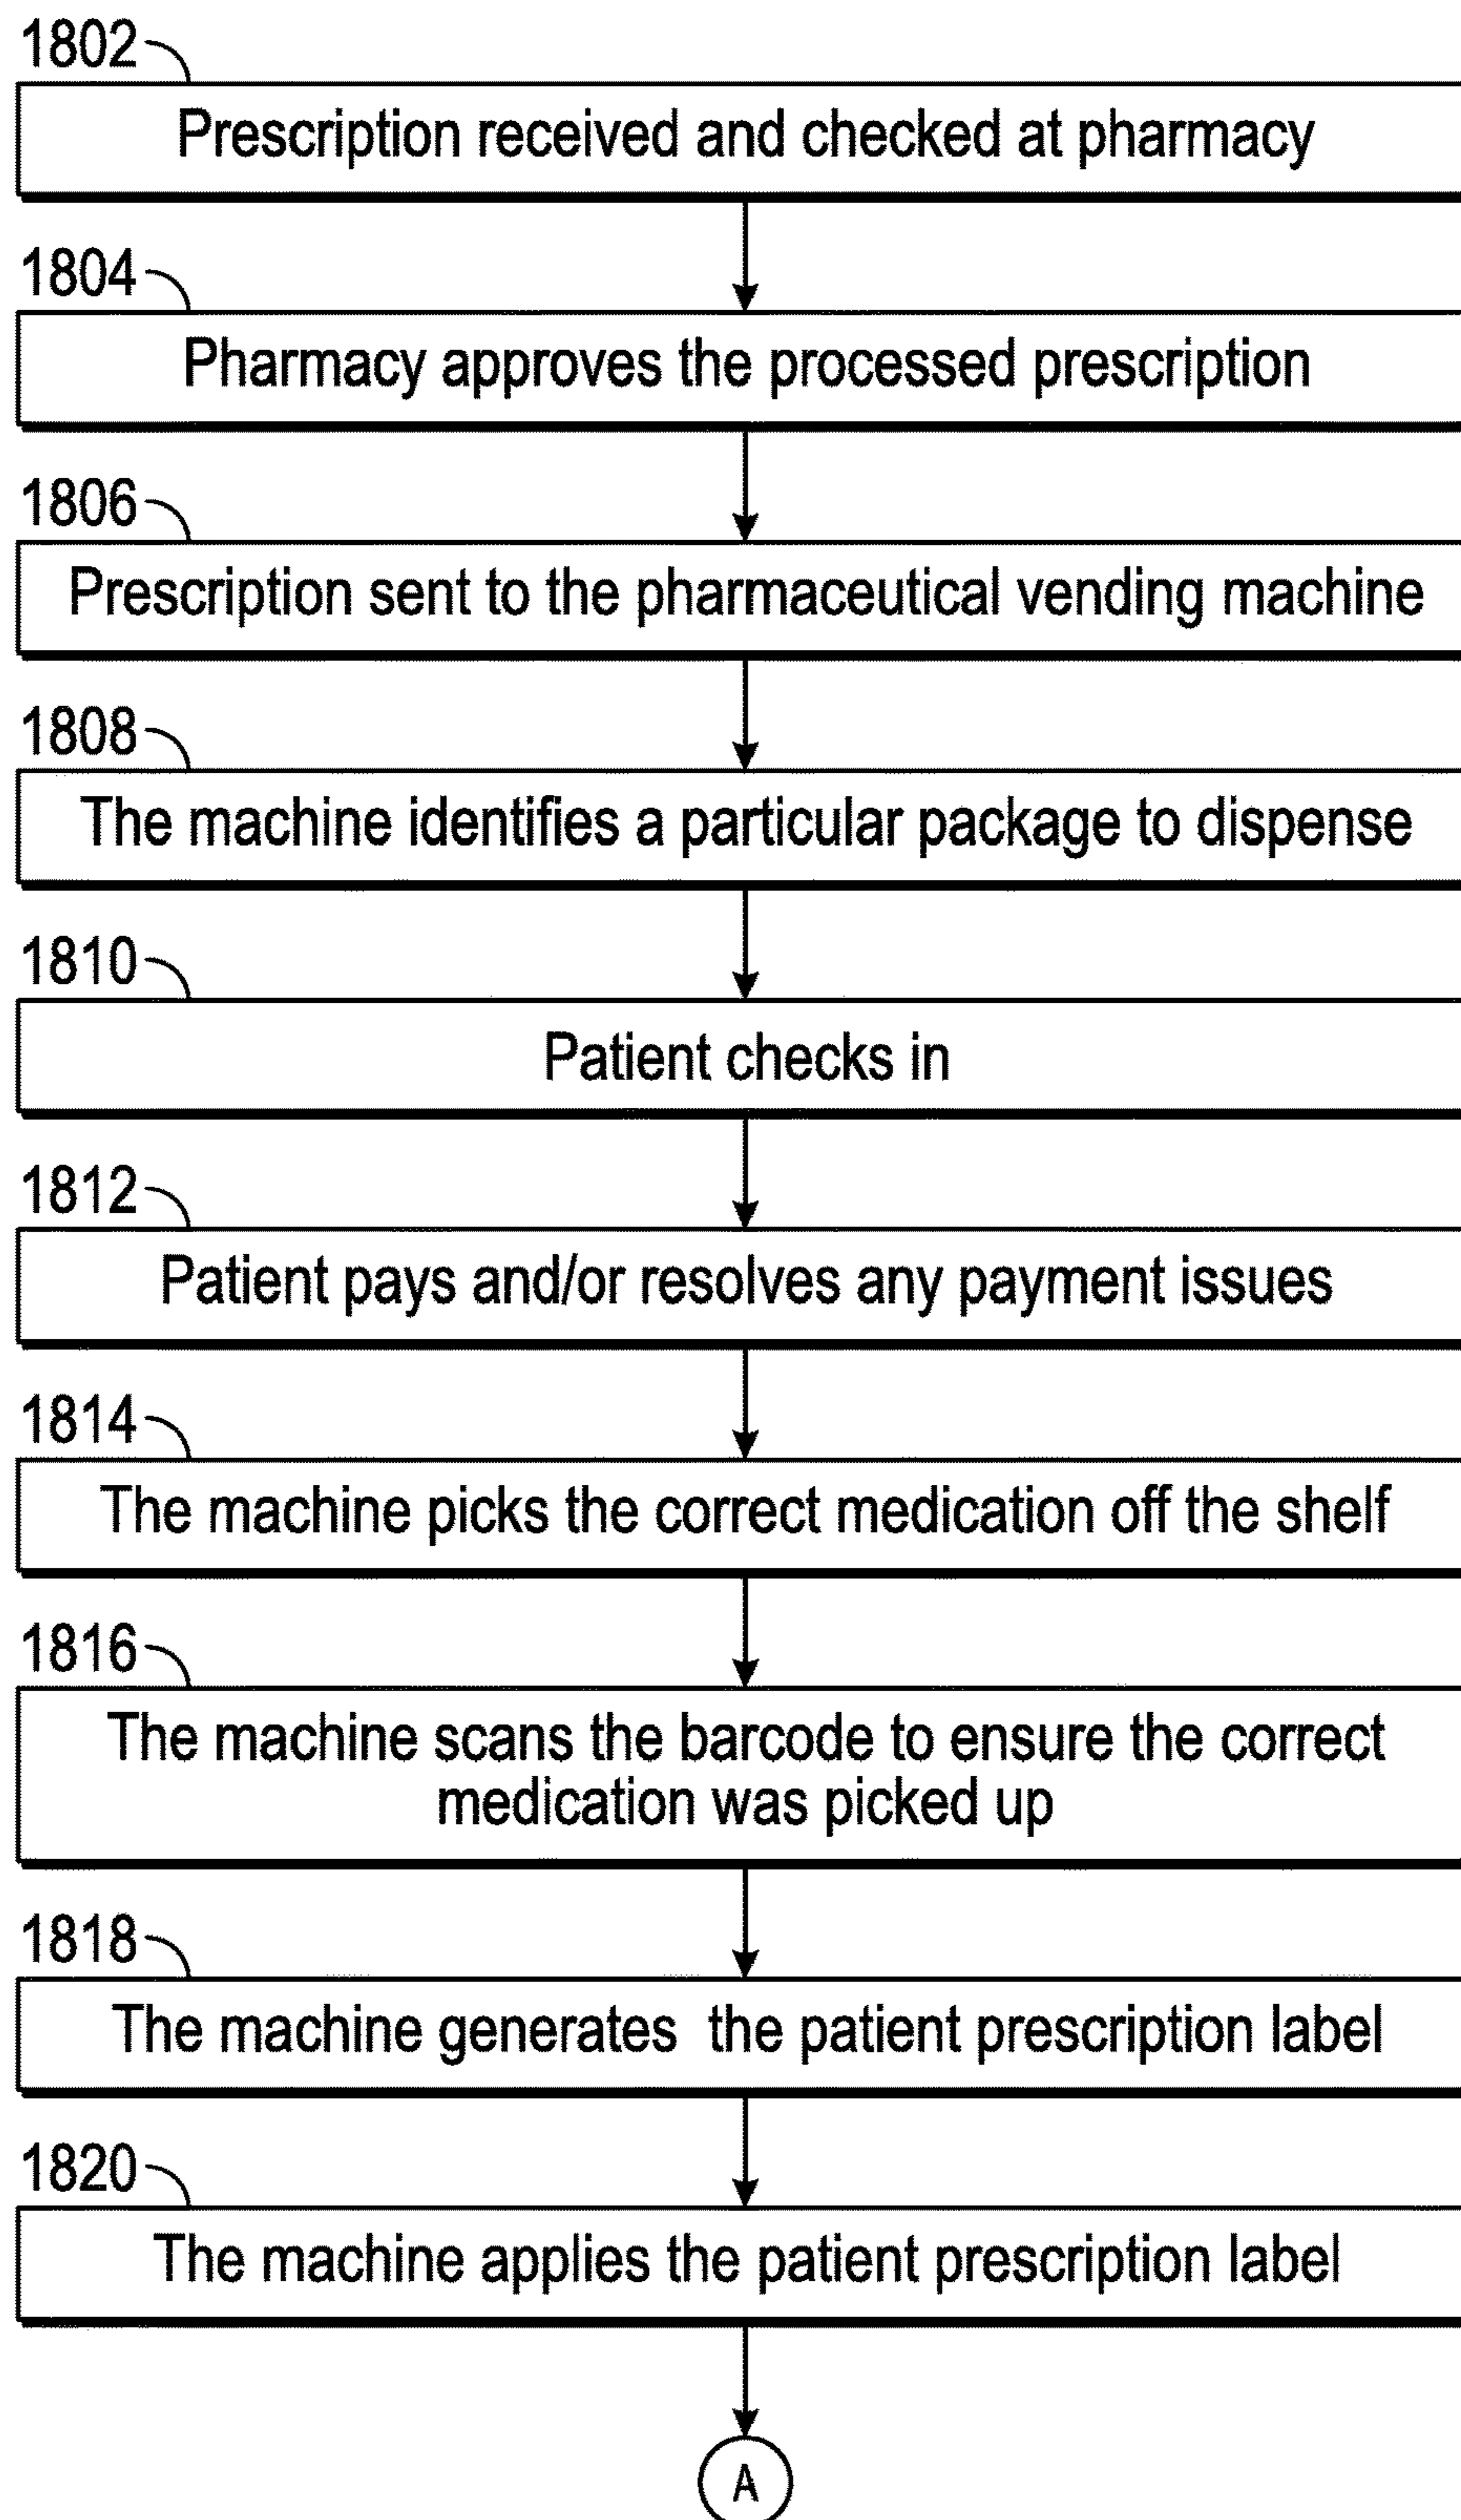 1802
Prescription received and checked at pharmacy
1804
Pharmacy approves the processed prescription
1806
Prescription sent to the pharmaceutical vending machine
1808
The machine identifies a particular package to dispense
1810
Patient checks in
1812
Patient pays and/or resolves any payment issues
1814
The machine picks the correct medication off the shelf
1816
The machine scans the barcode to ensure the correct
medication was picked up
1818
The machine generates the patient prescription label
1820
The machine applies the patient prescription label
A